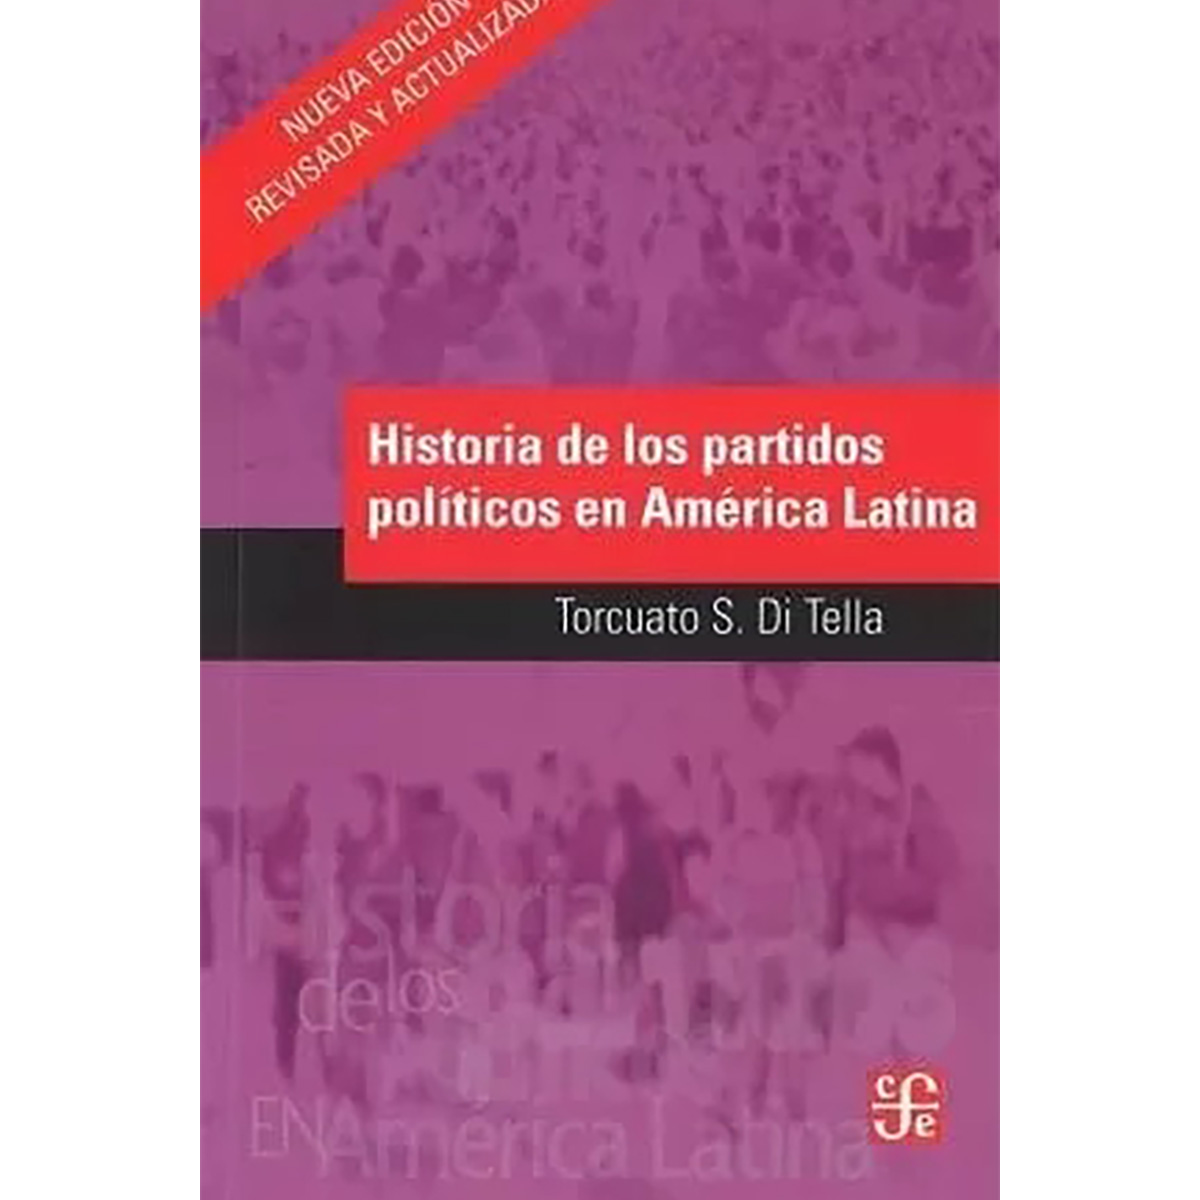 NUEVA EDICIÓN
REVISADA Y ACTUALIZADA
Historia de los partidos
políticos en América Latina
Torcuato S. Di Tella
Historia
de los
EN América Latina
cfe